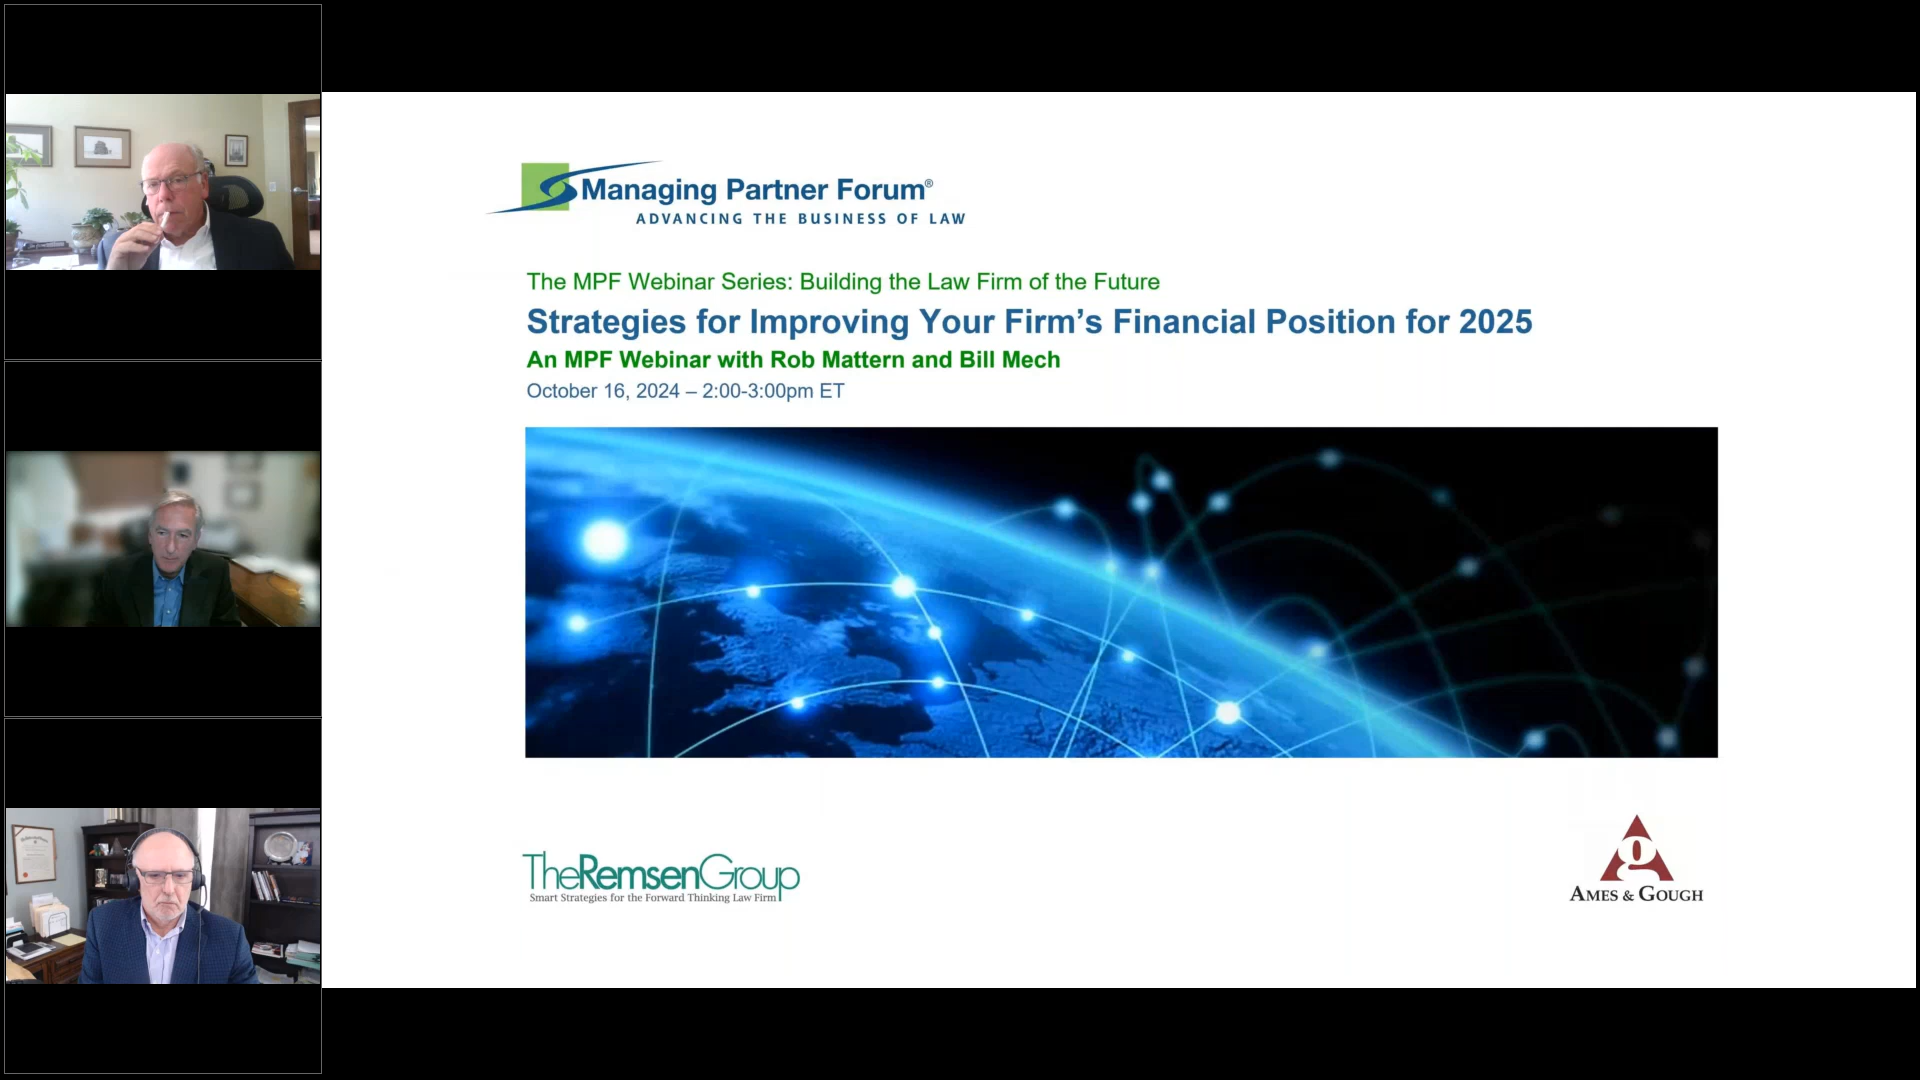 Managing Partner Forum®
ADVANCING THE BUSINESS OF LAW
The MPF Webinar Series: Building the Law Firm of the Future
Strategies for Improving Your Firm’s Financial Position for 2025
An MPF Webinar with Rob Mattern and Bill Mech
October 16, 2024 – 2:00-3:00pm ET
TheRemsenGroup
Smart Strategies for the Forward Thinking Law Firm
g
AMES & GOUGH